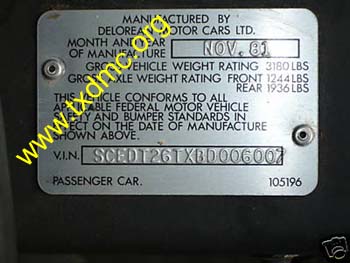 MANUFACTURED BY
DELOREAN MOTOR CARS LTD.
MONTH AND YEAR
OF MANUFACTURE NOV. 81
GROSS VEHICLE WEIGHT RATING 3180 LBS
GROSS AXLE WEIGHT RATING FRONT 1244 LBS
REAR 1936 LBS
THIS VEHICLE CONFORMS TO ALL
APPLICABLE FEDERAL MOTOR VEHICLE
SAFETY AND BUMPER STANDARDS IN
EFFECT ON THE DATE OF MANUFACTURE
SHOWN ABOVE.
V.I.N. SCEDT26TXBD006007
PASSENGER CAR. 105196
www.txdmc.org